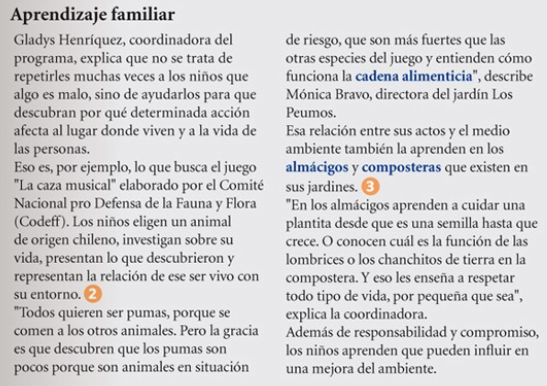 Aprendizaje familiar
Gladys Henríquez, coordinadora del
programa, explica que no se trata de
repetirles muchas veces a los niños que
algo es malo, sino de ayudarlos para que
descubran por qué determinada acción
afecta al lugar donde viven y a la vida de
las personas.
Eso es, por ejemplo, lo que busca el juego
"La caza musical" elaborado por el Comité
Nacional pro Defensa de la Fauna y Flora
(Codeff). Los niños eligen un animal
de origen chileno, investigan sobre su
vida, presentan lo que descubrieron y
representan la relación de ese ser vivo con
su entorno. 2
"Todos quieren ser pumas, porque se
comen a los otros animales. Pero la gracia
es que descubren que los pumas son
pocos porque son animales en situación
de riesgo, que son más fuertes que las
otras especies del juego y entienden cómo
funciona la cadena alimenticia", describe
Mónica Bravo, directora del jardín Los
Peumos.
Esa relación entre sus actos y el medio
ambiente también la aprenden en los
almácigos y composteras que existen en
sus jardines. 3
"En los almácigos aprenden a cuidar una
plantita desde que es una semilla hasta que
crece. O conocen cuál es la función de las
lombrices o los chanchitos de tierra en la
compostera. Y eso les enseña a respetar
todo tipo de vida, por pequeña que sea",
explica la coordinadora.
Además de responsabilidad y compromiso,
los niños aprenden que pueden influir en
una mejora del ambiente.